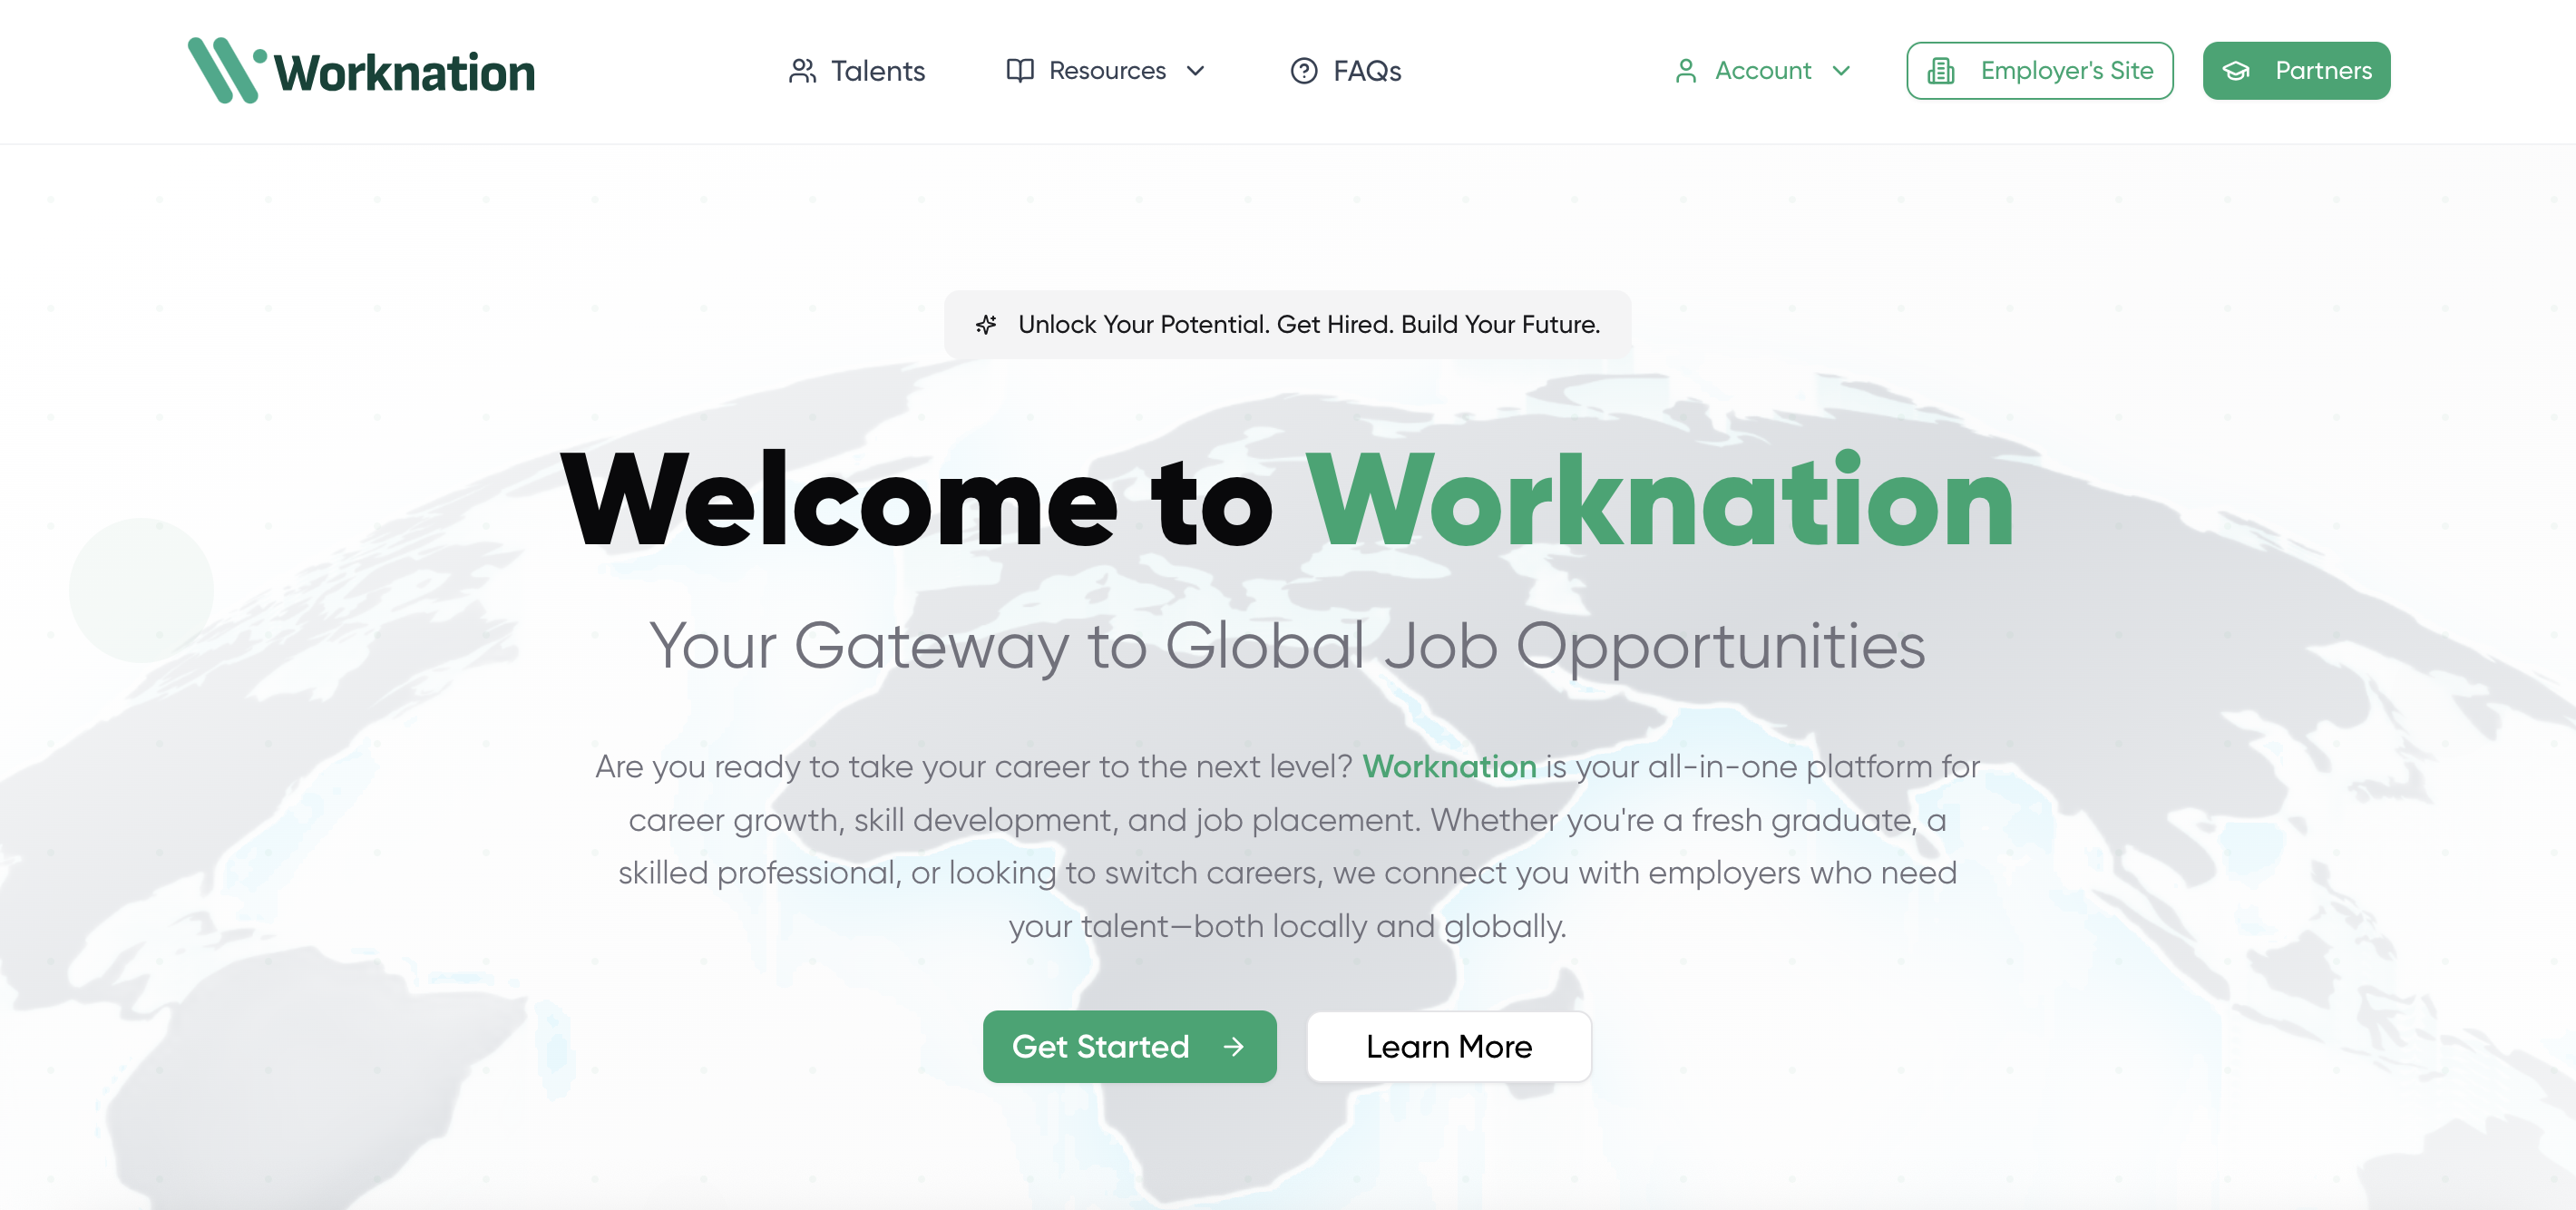 Worknation
Talents
Resources
FAQs
Account
Employer's Site
Partners
Unlock Your Potential. Get Hired. Build Your Future.
Welcome to Worknation
Your Gateway to Global Job Opportunities
Are you ready to take your career to the next level? Worknation is your all-in-one platform for
career growth, skill development, and job placement. Whether you're a fresh graduate, a
skilled professional, or looking to switch careers, we connect you with employers who need
your talent—both locally and globally.
Get Started
Learn More